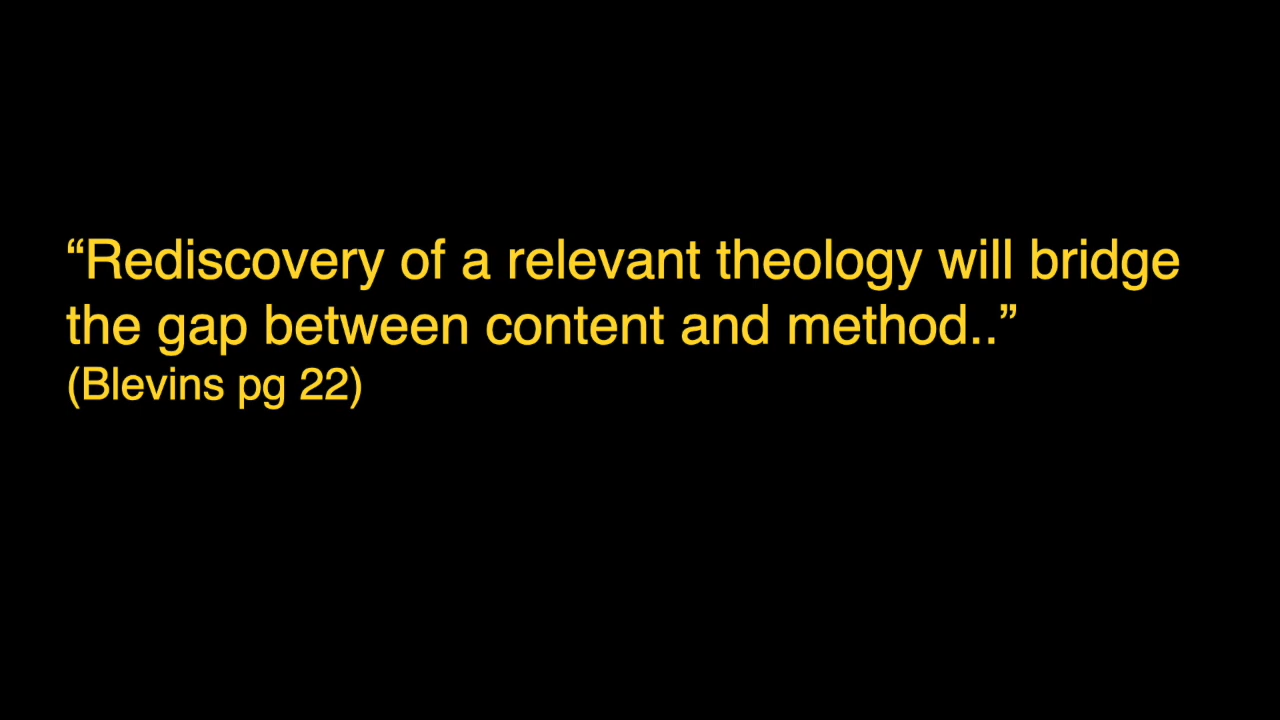 “Rediscovery of a relevant theology will bridge
the gap between content and method..”
(Blevins pg 22)